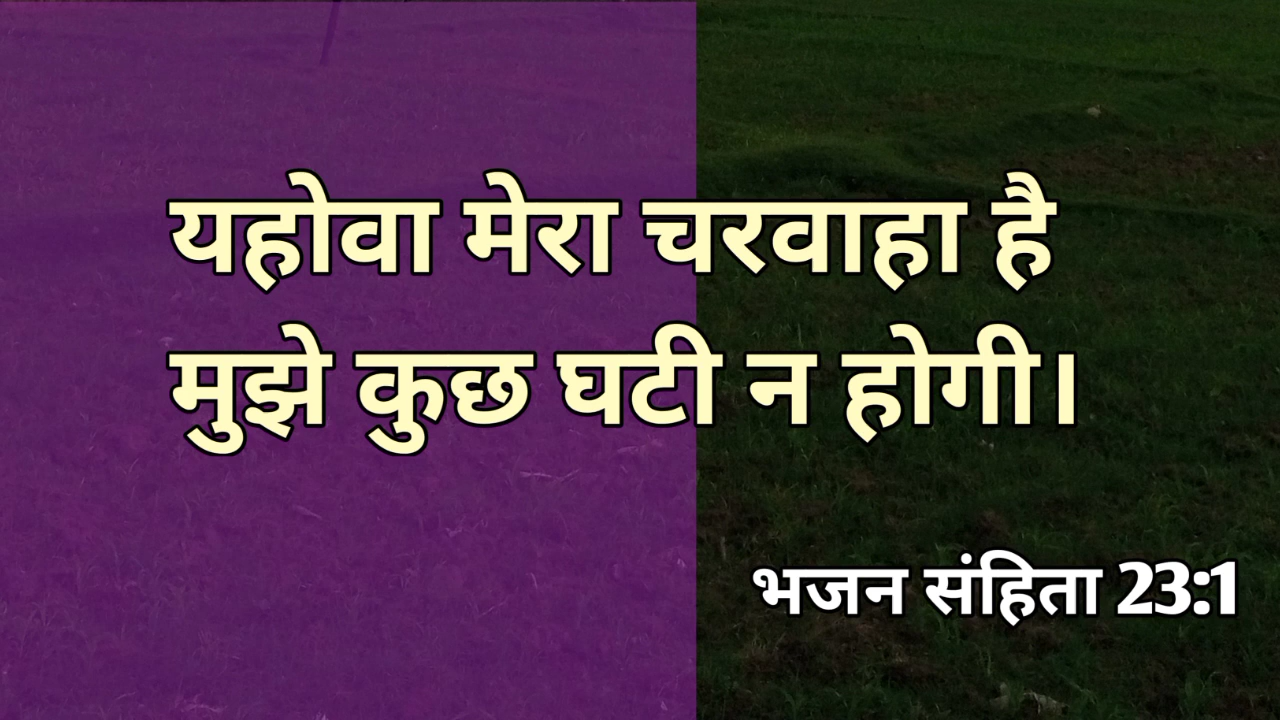 यहोवा मेरा चरवाहा है
मुझे कुछ घटी न होगी।
भजन संहिता 23:1